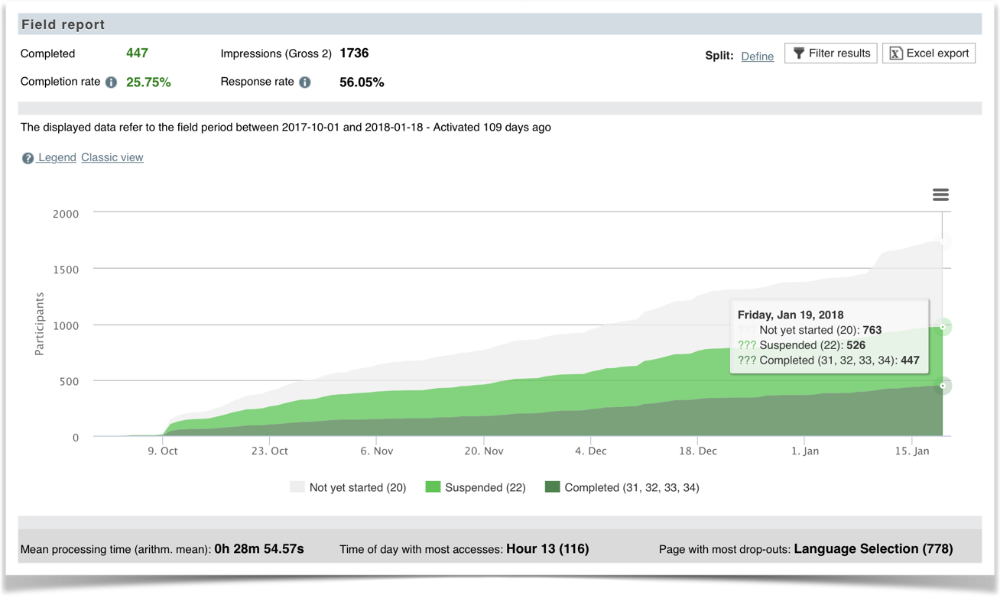 Field report
Completed 447 Impressions (Gross 2) 1736
Split: Define Filter results Excel export
Completion rate 25.75% Response rate 56.05%
The displayed data refer to the field period between 2017-10-01 and 2018-01-18 - Activated 109 days ago
Legend Classic view
2000
1500
1000
500
0
Participants
Friday, Jan 19, 2018
??? Not yet started (20): 763
??? Suspended (22): 526
??? Completed (31, 32, 33, 34): 447
9. Oct 23. Oct 6. Nov 20. Nov 4. Dec 18. Dec 1. Jan 15. Jan
Not yet started (20) Suspended (22) Completed (31, 32, 33, 34)
Mean processing time (arithm. mean): 0h 28m 54.57s Time of day with most accesses: Hour 13 (116) Page with most drop-outs: Language Selection (778)